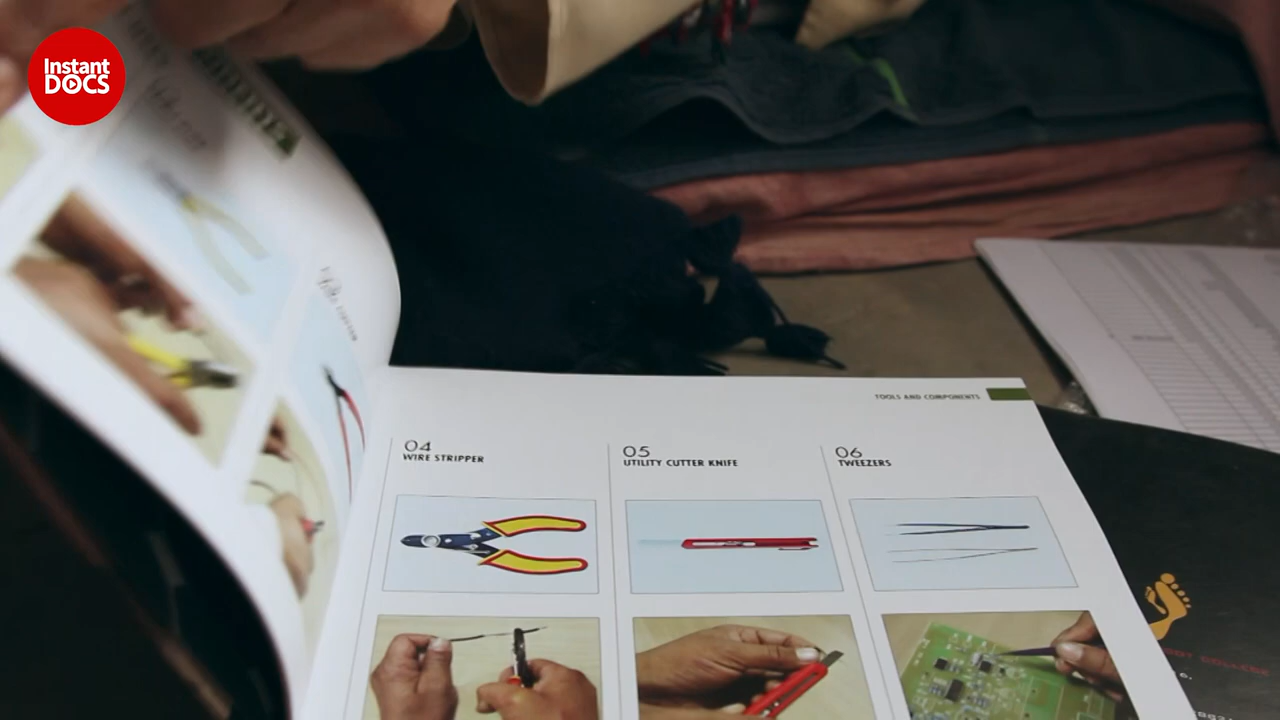 Instant
DOCS
TOOLS AND COMPONENTS
04
WIRE STRIPPER
05
UTILITY CUTTER KNIFE
06
TWEEZERS